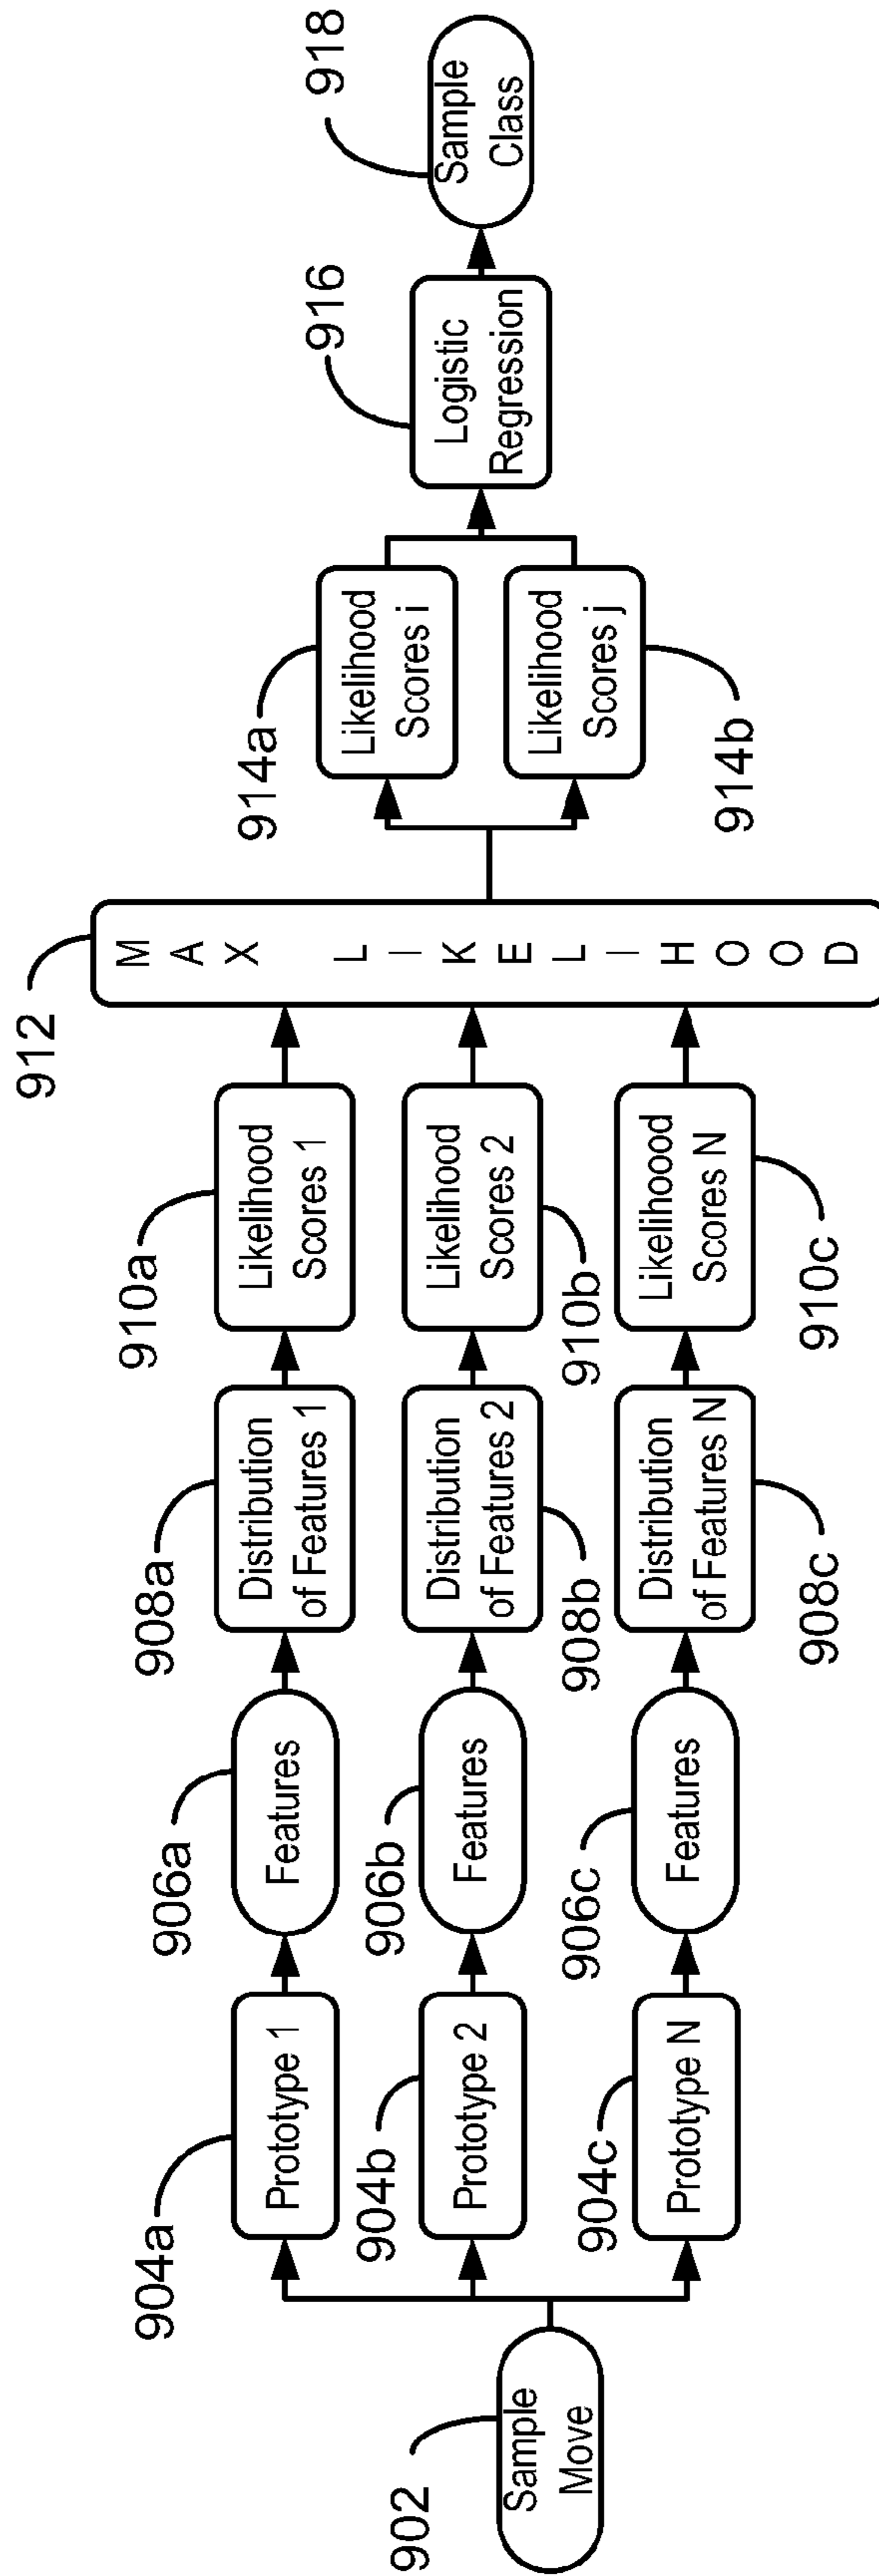 902
Sample
Move
904a
Prototype 1
904b
Prototype 2
904c
Prototype N
906a
Features
906b
Features
906c
Features
908a
Distribution
of Features 1
908b
Distribution
of Features 2
908c
Distribution
of Features N
910a
Likelihood
Scores 1
910b
Likelihood
Scores 2
910c
Likelihoood
Scores N
912
MAX LIKELIHOOD
914a
Likelihood
Scores i
914b
Likelihood
Scores j
916
Logistic
Regression
918
Sample
Class